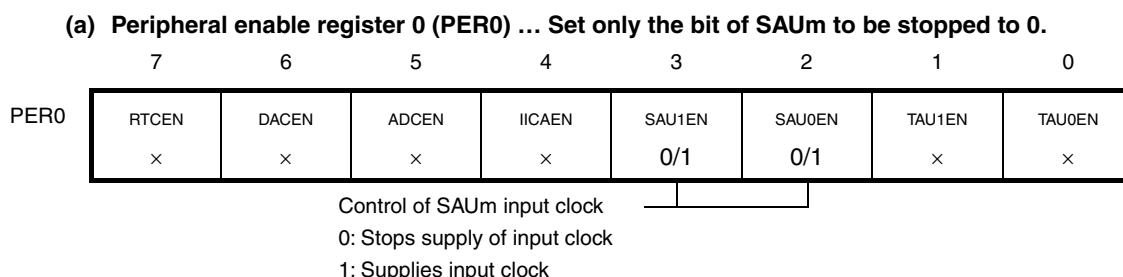 (a) Peripheral enable register 0 (PER0) … Set only the bit of SAUm to be stopped to 0.
7 6 5 4 3 2 1 0
PER0 RTCEN DACEN ADCEN IICAEN SAU1EN SAU0EN TAU1EN TAU0EN
× × × × 0/1 0/1 × ×
Control of SAUm input clock
0: Stops supply of input clock
1: Supplies input clock